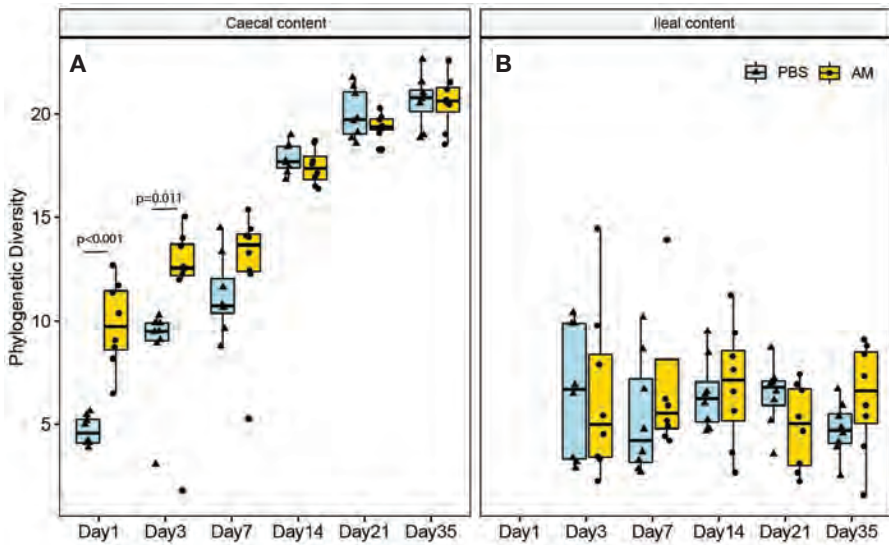 Caecal content
Ileal content
A
B
PBS
AM
Phylogenetic Diversity
20
15
10
5
p<0.001
p=0.011
Day1
Day3
Day7
Day14
Day21
Day35
Day1
Day3
Day7
Day14
Day21
Day35